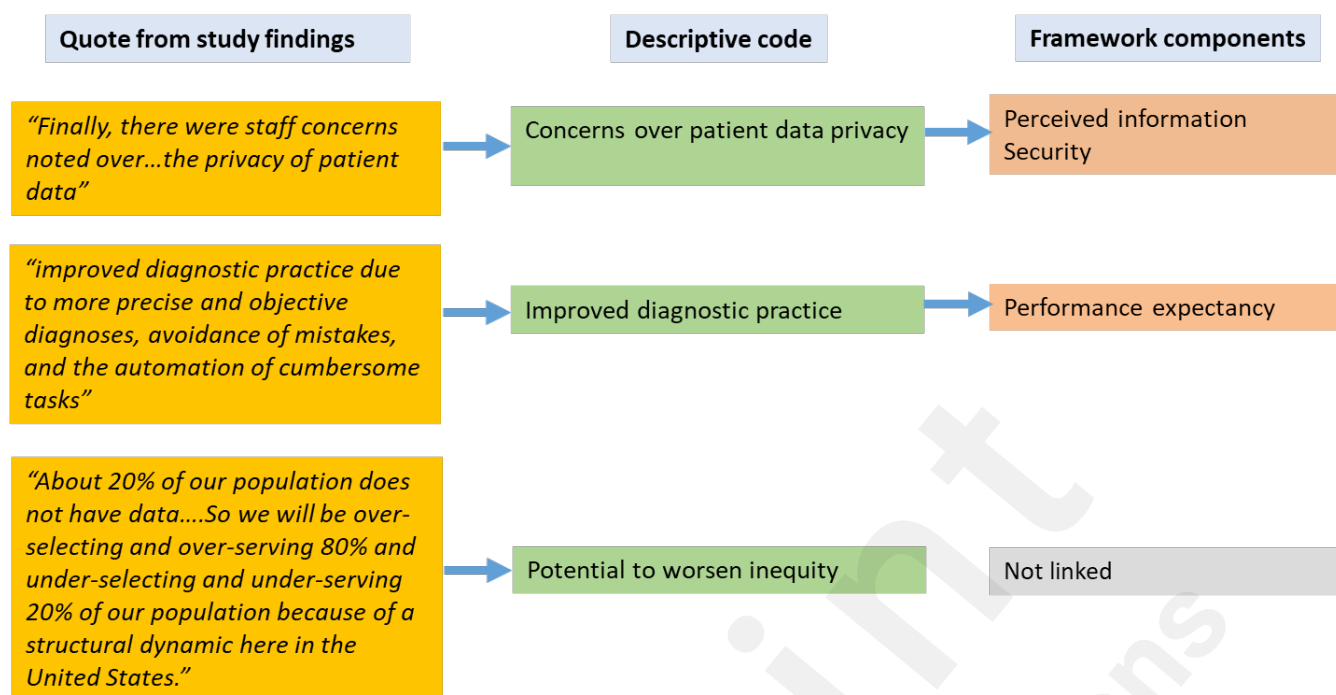 Quote from study findings
Descriptive code
Framework components
“Finally, there were staff concerns
noted over...the privacy of patient
data”
Concerns over patient data privacy
Perceived information
Security
“improved diagnostic practice due
to more precise and objective
diagnoses, avoidance of mistakes,
and the automation of cumbersome
tasks”
Improved diagnostic practice
Performance expectancy
“About 20% of our population does
not have data....So we will be over-
selecting and over-serving 80% and
under-selecting and under-serving
20% of our population because of a
structural dynamic here in the
United States.”
Potential to worsen inequity
Not linked